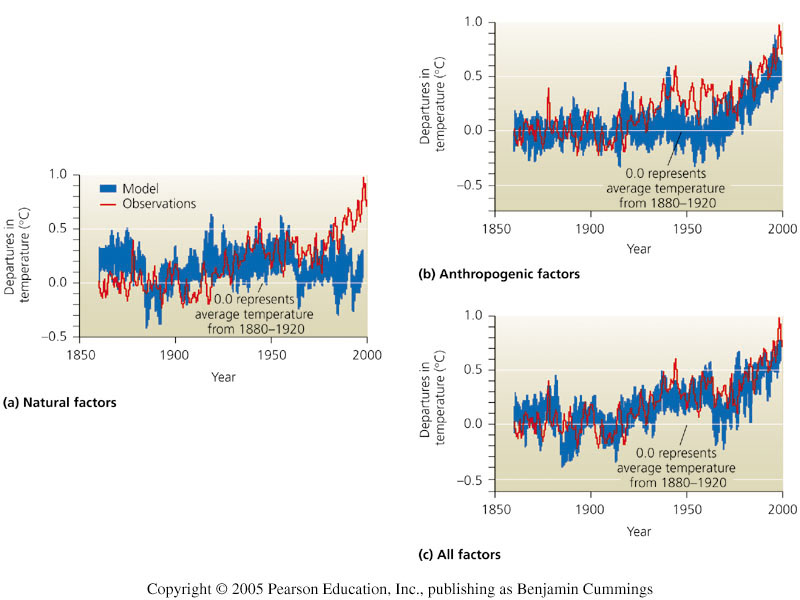 1.0
0.5
0.0
−0.5
Departures in
temperature (°C)
Model
Observations
0.0 represents
average temperature
from 1880–1920
1850
1900
1950
2000
Year
(a) Natural factors
1.0
0.5
0.0
−0.5
Departures in
temperature (°C)
0.0 represents
average temperature
from 1880–1920
1850
1900
1950
2000
Year
(b) Anthropogenic factors
1.0
0.5
0.0
−0.5
Departures in
temperature (°C)
0.0 represents
average temperature
from 1880–1920
1850
1900
1950
2000
Year
(c) All factors
Copyright © 2005 Pearson Education, Inc., publishing as Benjamin Cummings